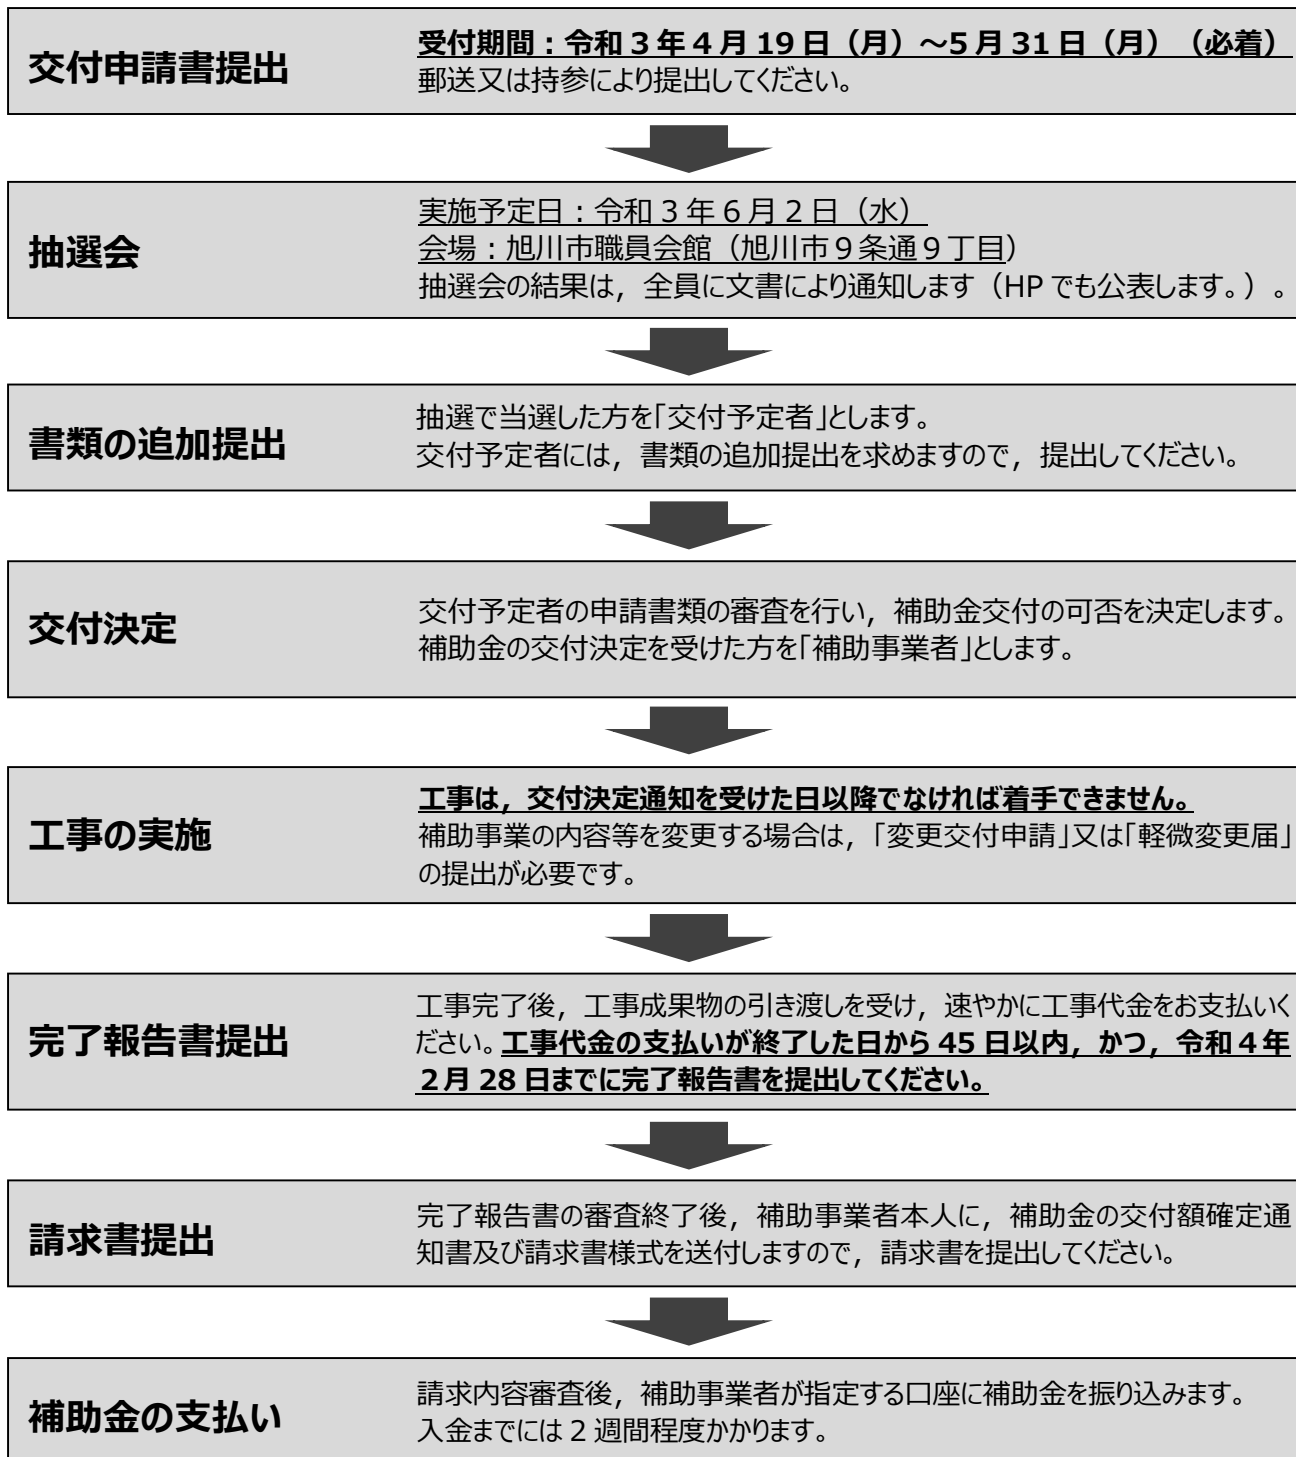 交付申請書提出
受付期間：令和３年４月19日（月）～5月31日（月）（必着）
郵送又は持参により提出してください。
抽選会
実施予定日：令和３年６月２日（水）
会場：旭川市職員会館（旭川市９条通９丁目）
抽選会の結果は，全員に文書により通知します（HPでも公表します。）。
書類の追加提出
抽選で当選した方を「交付予定者」とします。
交付予定者には，書類の追加提出を求めますので，提出してください。
交付決定
交付予定者の申請書類の審査を行い，補助金交付の可否を決定します。
補助金の交付決定を受けた方を「補助事業者」とします。
工事の実施
工事は，交付決定通知を受けた日以降でなければ着手できません。
補助事業の内容等を変更する場合は，「変更交付申請」又は「軽微変更届」
の提出が必要です。
完了報告書提出
工事完了後，工事成果物の引き渡しを受け，速やかに工事代金をお支払いく
ださい。工事代金の支払いが終了した日から45日以内，かつ，令和４年
２月28日までに完了報告書を提出してください。
請求書提出
完了報告書の審査終了後，補助事業者本人に，補助金の交付額確定通
知書及び請求書様式を送付しますので，請求書を提出してください。
補助金の支払い
請求内容審査後，補助事業者が指定する口座に補助金を振り込みます。
入金までには２週間程度かかります。